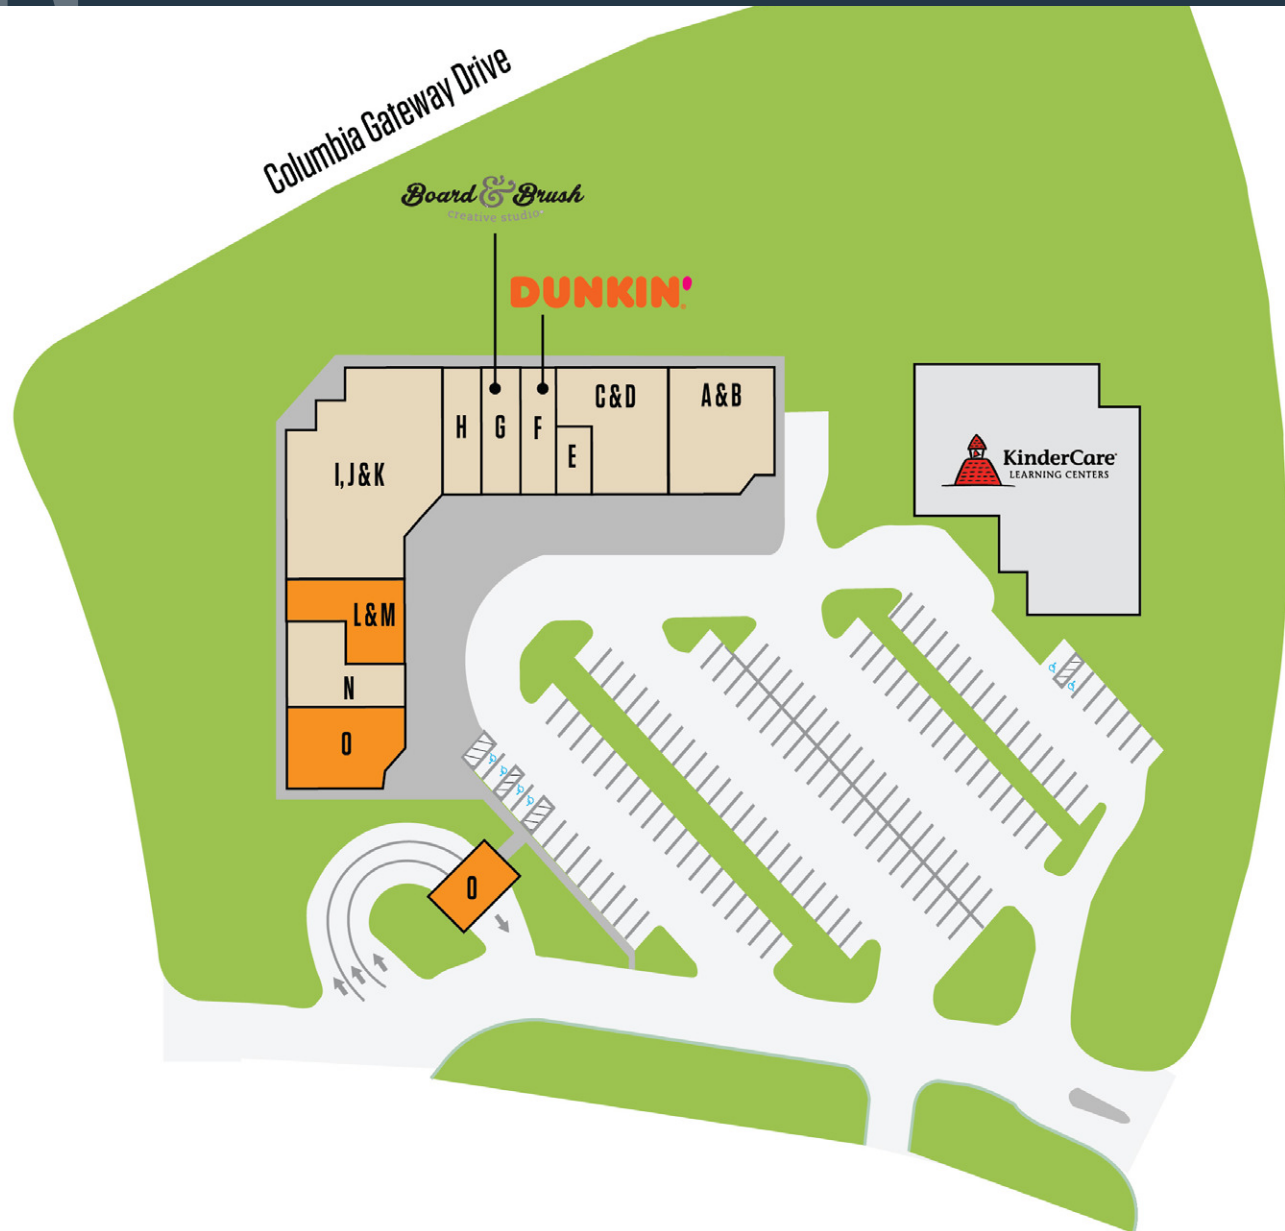 Columbia Gateway Drive
Board & Brush
creative studio
DUNKIN'
C&D
A&B
H
G
F
E
I, J&K
KinderCare
LEARNING CENTERS
L&M
N
O
O